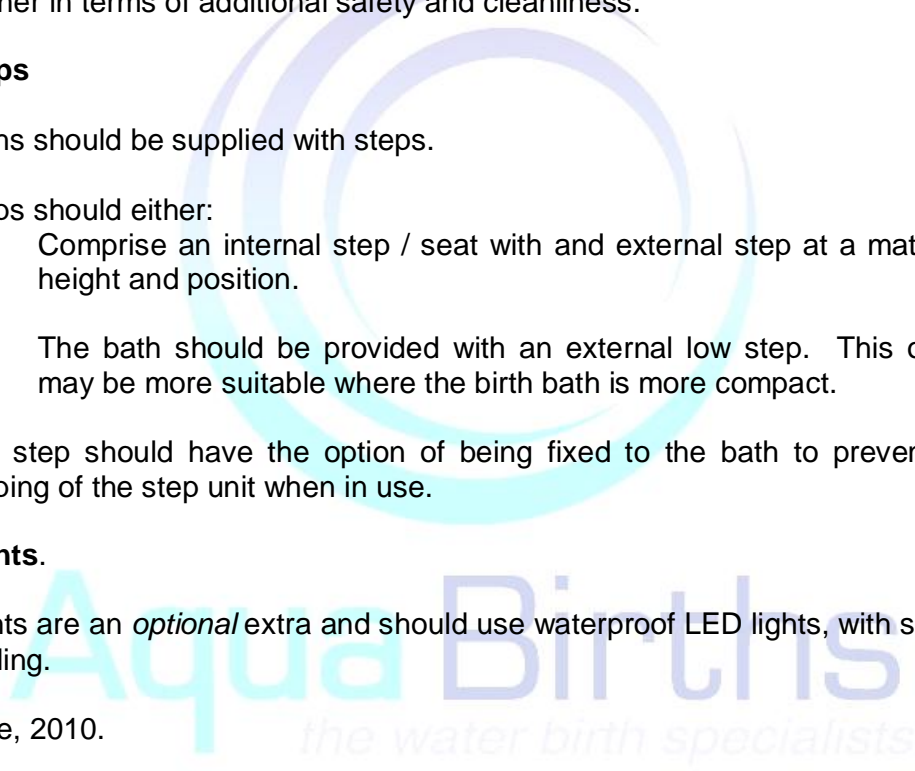 ner in terms of additional safety and cleanliness.
ps
ns should be supplied with steps.
os should either:
Comprise an internal step / seat with and external step at a mat
height and position.
The bath should be provided with an external low step. This o
may be more suitable where the birth bath is more compact.
step should have the option of being fixed to the bath to preven
ping of the step unit when in use.
nts.
nts are an optional extra and should use waterproof LED lights, with s
ling.
e, 2010.
Aqua Births
the water birth specialists